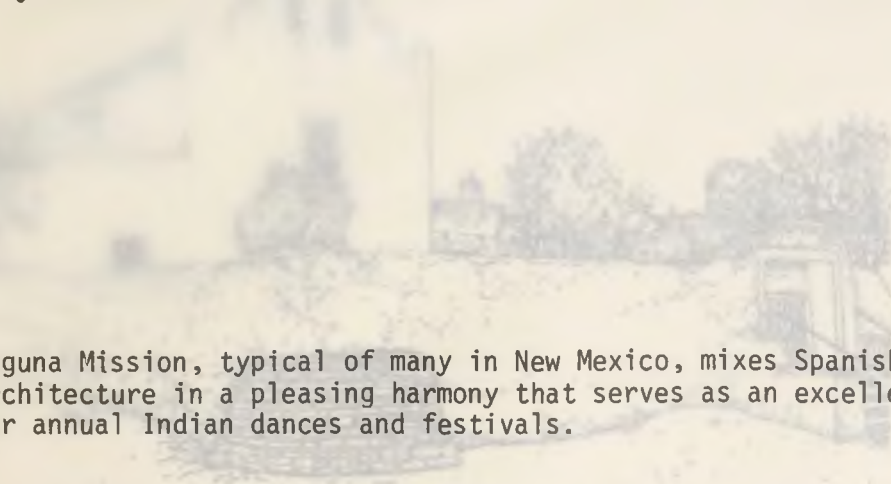 guna Mission, typical of many in New Mexico, mixes Spanish
chitecture in a pleasing harmony that serves as an excelle
r annual Indian dances and festivals.